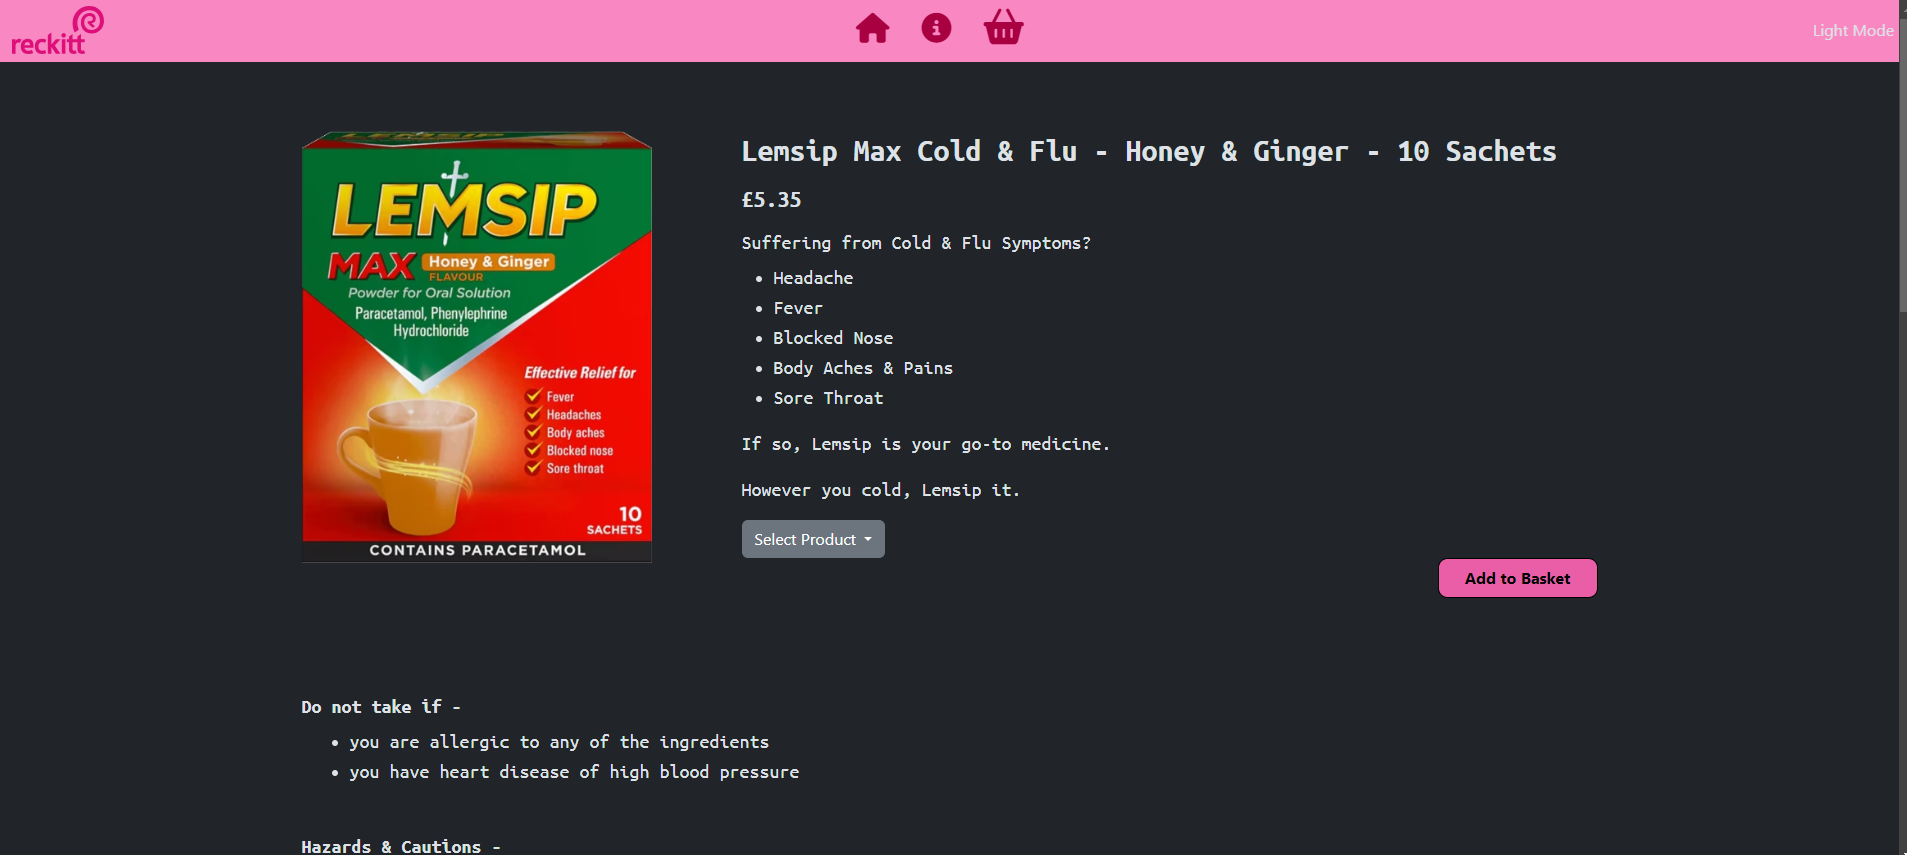 reckitt
Light Mode
LEMSIP
MAX Honey & Ginger
FLAVOUR
Powder for Oral Solution
Paracetamol, Phenylephrine
Hydrochloride
Effective Relief for
Fever
Headaches
Body aches
Blocked nose
Sore throat
10
SACHETS
CONTAINS PARACETAMOL
Lemsip Max Cold & Flu - Honey & Ginger - 10 Sachets
£5.35
Suffering from Cold & Flu Symptoms?
• Headache
• Fever
• Blocked Nose
• Body Aches & Pains
• Sore Throat
If so, Lemsip is your go-to medicine.
However you cold, Lemsip it.
Select Product
Add to Basket
Do not take if -
• you are allergic to any of the ingredients
• you have heart disease of high blood pressure
Hazards & Cautions -